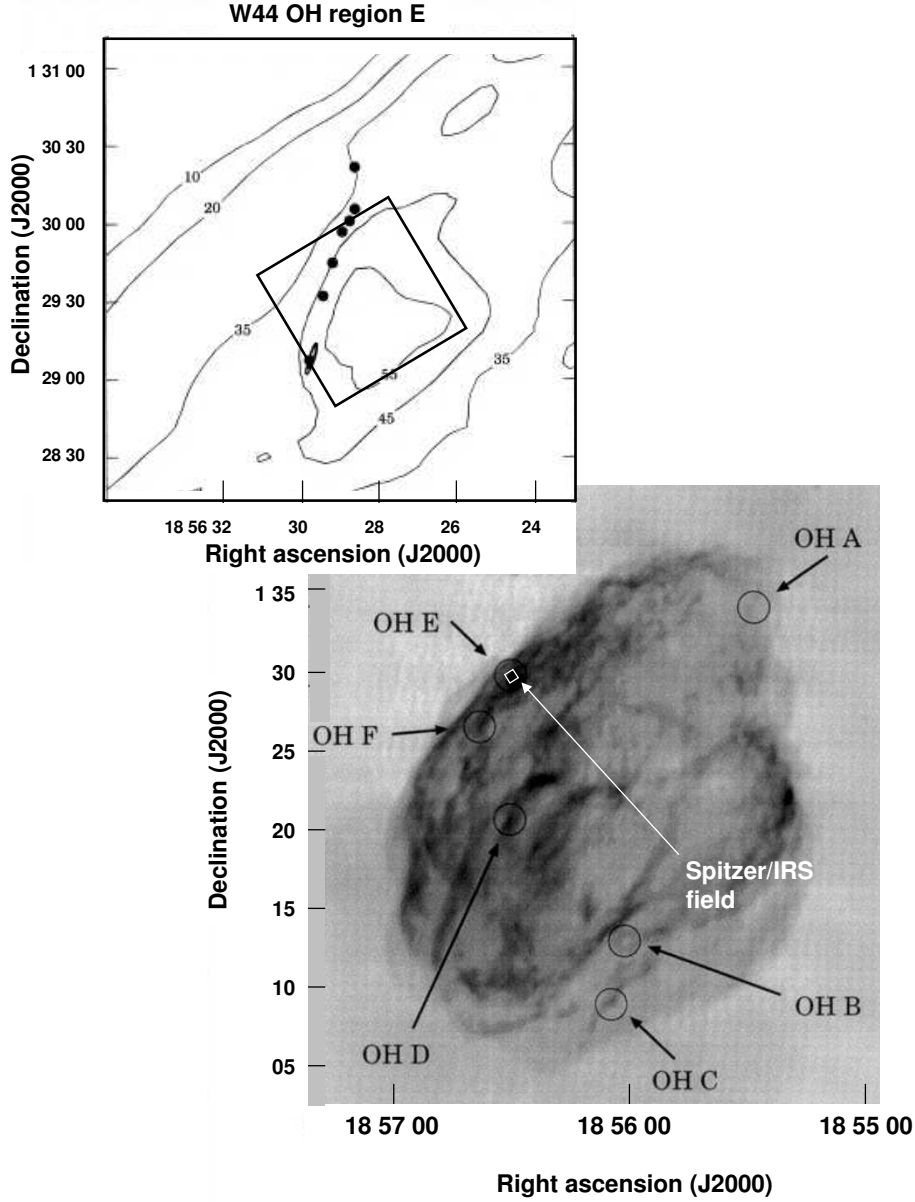 W44 OH region E
Declination (J2000)
1 31 00
30 30
30 00
29 30
29 00
28 30
10
20
35
35
55
45
18 56 32
30
28
26
24
Right ascension (J2000)
Declination (J2000)
1 35
30
25
20
15
10
05
OH A
OH E
OH F
Spitzer/IRS
field
OH B
OH D
OH C
18 57 00
18 56 00
18 55 00
Right ascension (J2000)